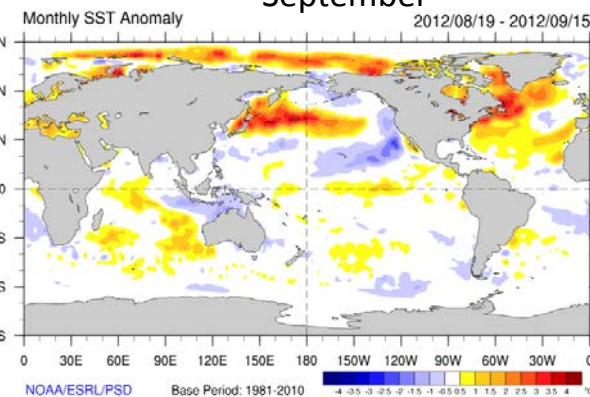 September
Monthly SST Anomaly 2012/08/19 - 2012/09/15
N
N
N
0
S
S
S
0 30E 60E 90E 120E 150E 180 150W 120W 90W 60W 30W 0
-4 -3.5 -3 -2.5 -2 -1.5 -1 -0.5 0.5 1 1.5 2 2.5 3 3.5 4 °C
NOAA/ESRL/PSD Base Period: 1981-2010